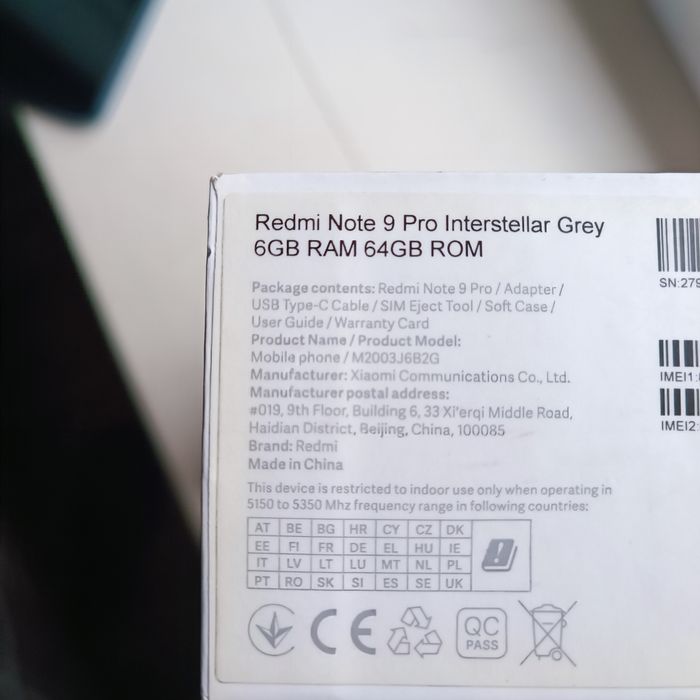 Redmi Note 9 Pro Interstellar Grey
6GB RAM 64GB ROM
Package contents: Redmi Note 9 Pro / Adapter /
USB Type-C Cable / SIM Eject Tool / Soft Case /
User Guide / Warranty Card
Product Name / Product Model:
Mobile phone / M2003J6B2G
Manufacturer: Xiaomi Communications Co., Ltd.
Manufacturer postal address:
#019, 9th Floor, Building 6, 33 Xi'erqi Middle Road,
Haidian District, Beijing, China, 100085
Brand: Redmi
Made in China
This device is restricted to indoor use only when operating in
5150 to 5350 Mhz frequency range in following countries:
AT BE BG HR CY CZ DK
EE FI FR DE EL HU IE
IT LV LT LU MT NL PL
PT RO SK SI ES SE UK
CE
QC
PASS
SN:279
IMEI1:
IMEI2: